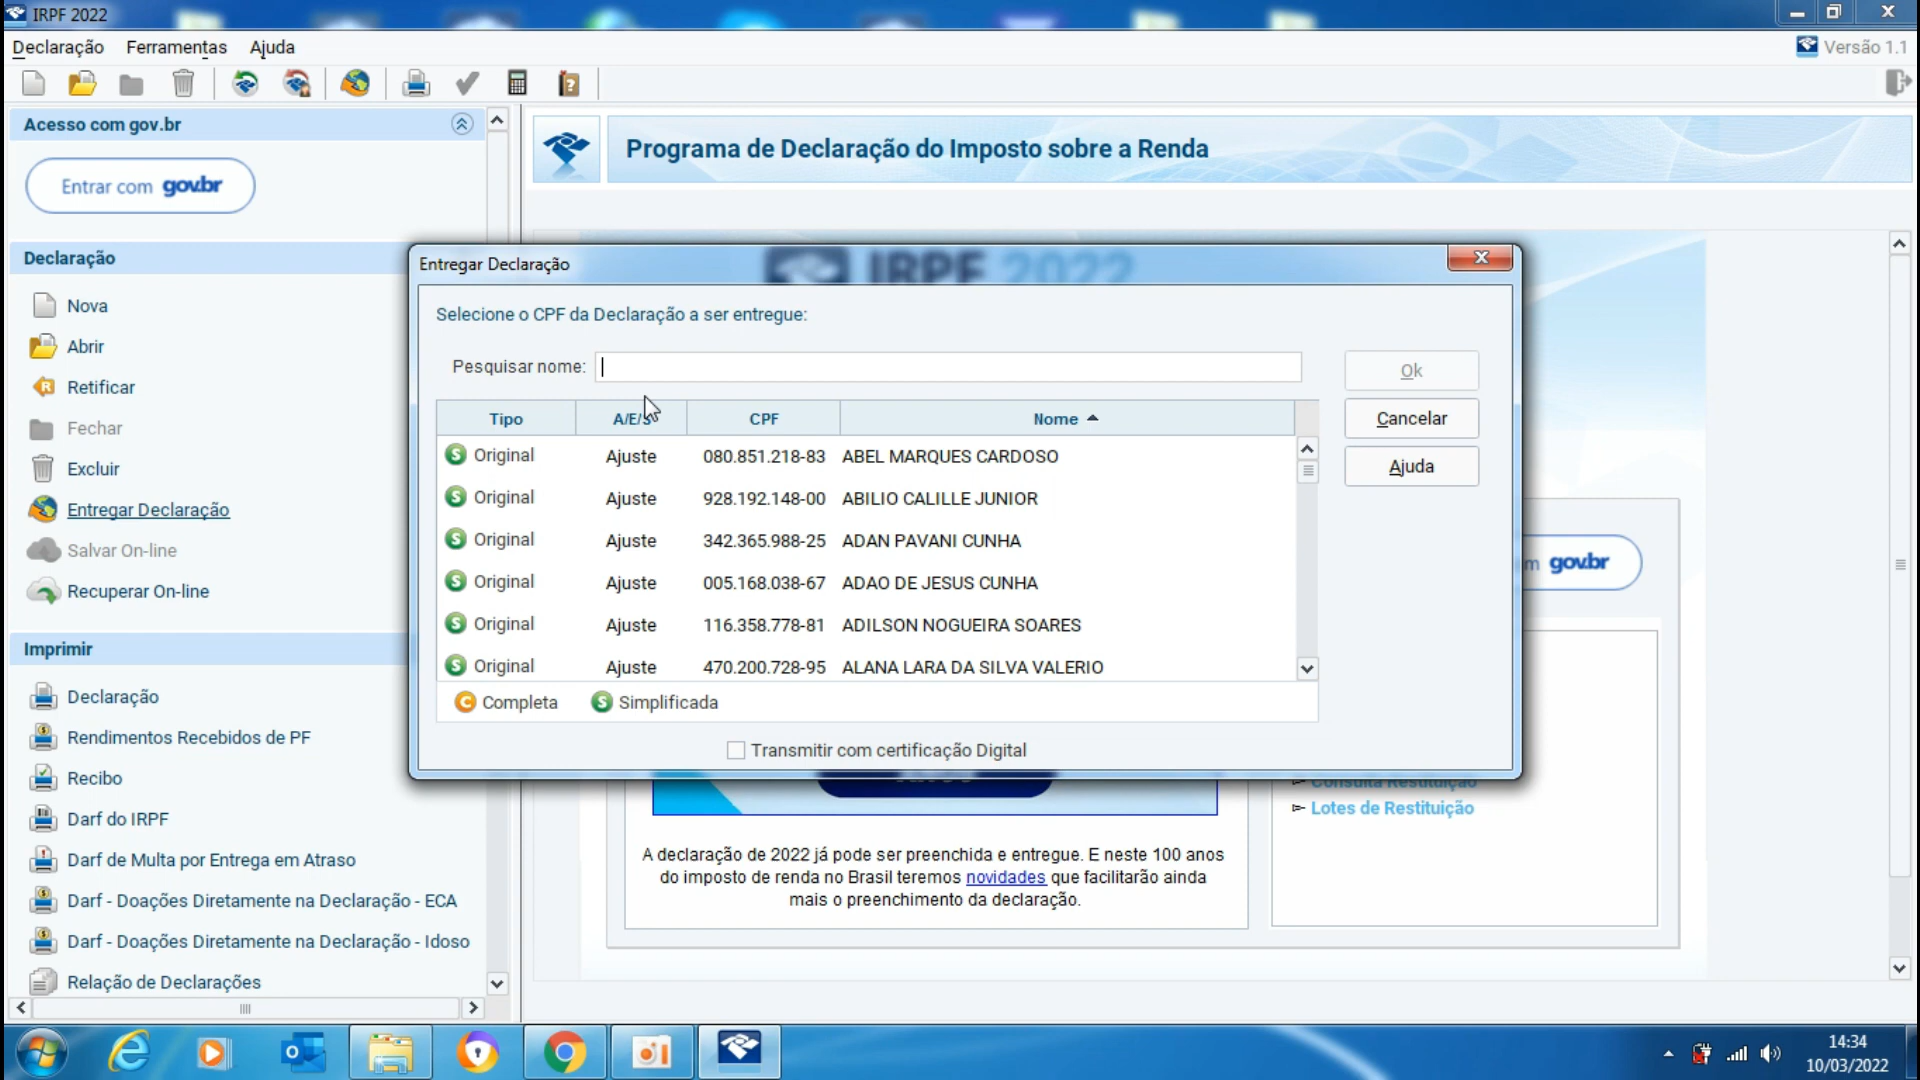 IRPF 2022
Declaração Ferramentas Ajuda
Versão 1.1
Acesso com gov.br
Entrar com gov.br
Programa de Declaração do Imposto sobre a Renda
Declaração
Nova
Abrir
Retificar
Fechar
Excluir
Entregar Declaração
Salvar On-line
Recuperar On-line
Imprimir
Declaração
Rendimentos Recebidos de PF
Recibo
Darf do IRPF
Darf de Multa por Entrega em Atraso
Darf - Doações Diretamente na Declaração - ECA
Darf - Doações Diretamente na Declaração - Idoso
Relação de Declarações
IRPF 2022
Entregar Declaração
Selecione o CPF da Declaração a ser entregue:
Pesquisar nome:
Ok
Cancelar
Ajuda
Tipo A/E/S CPF Nome
S Original Ajuste 080.851.218-83 ABEL MARQUES CARDOSO
S Original Ajuste 928.192.148-00 ABILIO CALILLE JUNIOR
S Original Ajuste 342.365.988-25 ADAN PAVANI CUNHA
S Original Ajuste 005.168.038-67 ADAO DE JESUS CUNHA
S Original Ajuste 116.358.778-81 ADILSON NOGUEIRA SOARES
S Original Ajuste 470.200.728-95 ALANA LARA DA SILVA VALERIO
C Completa S Simplificada
Transmitir com certificação Digital
m gov.br
Consulta Restituição
Lotes de Restituição
A declaração de 2022 já pode ser preenchida e entregue. E neste 100 anos
do imposto de renda no Brasil teremos novidades que facilitarão ainda
mais o preenchimento da declaração.
14:34
10/03/2022